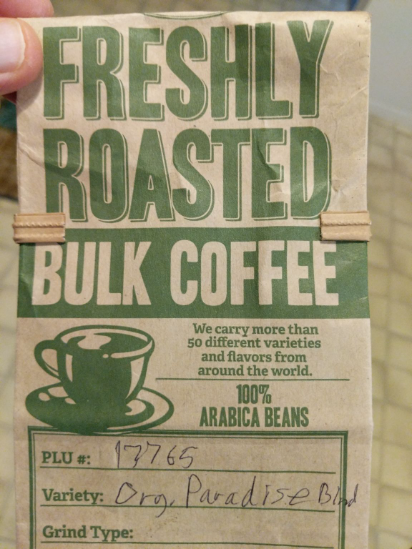 FRESHLY
ROASTED
BULK COFFEE
We carry more than
50 different varieties
and flavors from
around the world.
100%
ARABICA BEANS
PLU #: 17765
Variety: Org. Paradise Blnd
Grind Type: